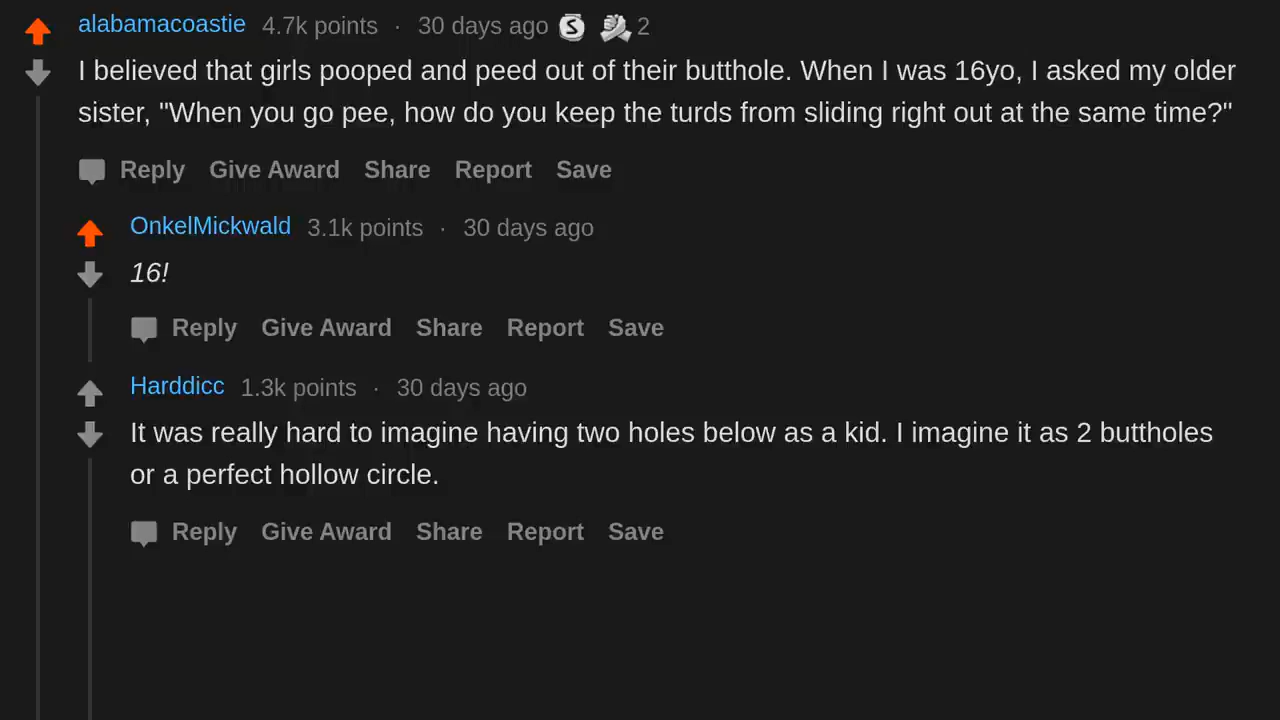 alabamacoastie 4.7k points · 30 days ago S 2
I believed that girls pooped and peed out of their butthole. When I was 16yo, I asked my older
sister, "When you go pee, how do you keep the turds from sliding right out at the same time?"
Reply Give Award Share Report Save
OnkelMickwald 3.1k points · 30 days ago
16!
Reply Give Award Share Report Save
Harddicc 1.3k points · 30 days ago
It was really hard to imagine having two holes below as a kid. I imagine it as 2 buttholes
or a perfect hollow circle.
Reply Give Award Share Report Save